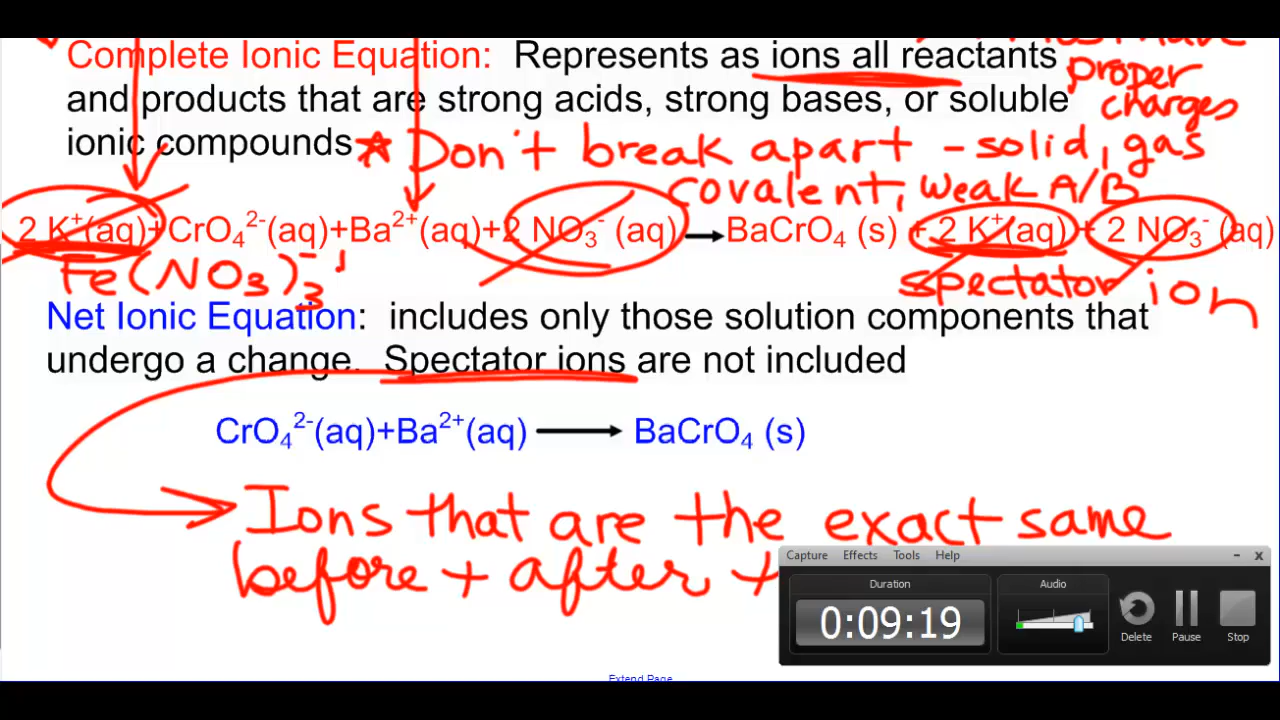 Complete Ionic Equation: Represents as ions all reactants
and products that are strong acids, strong bases, or soluble
ionic compounds
proper
charges
Don't break apart - solid, gas
covalent, weak A/B
2 K⁺(aq)+CrO₄²⁻(aq)+Ba²⁺(aq)+2 NO₃⁻ (aq) → BaCrO₄ (s) + 2 K⁺(aq) + 2 NO₃⁻ (aq)
Fe(NO₃)₃⁻¹
spectator ion
Net Ionic Equation: includes only those solution components that
undergo a change. Spectator ions are not included
CrO₄²⁻(aq)+Ba²⁺(aq) → BaCrO₄ (s)
Ions that are the exact same
before + after, +
Capture Effects Tools Help
Duration
Audio
0:09:19
Delete Pause Stop
Extend Page